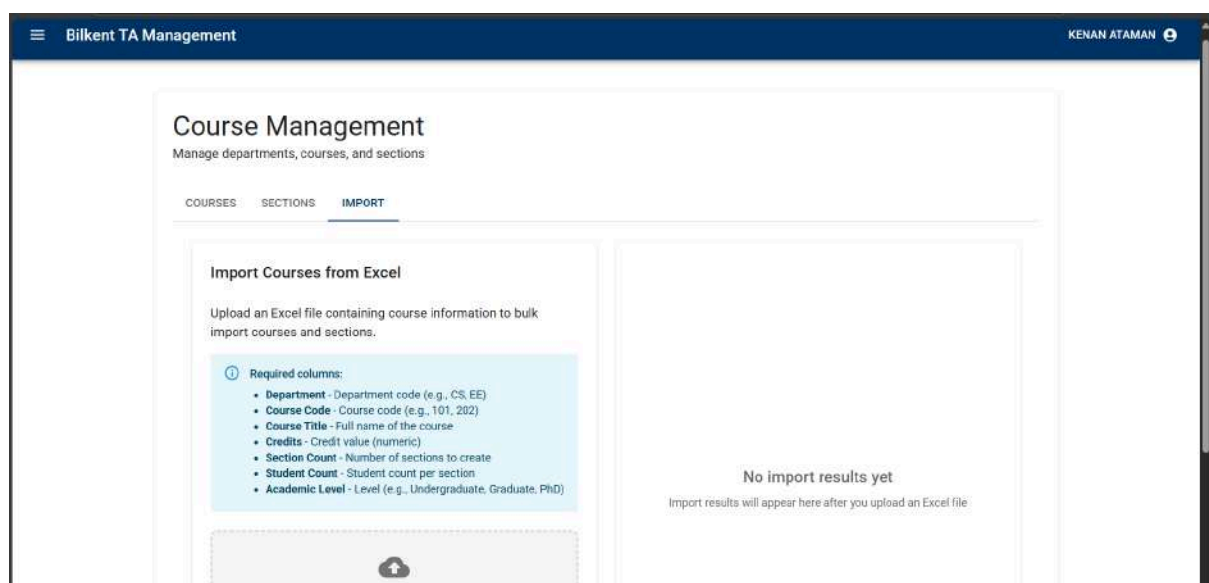 Bilkent TA Management
KENAN ATAMAN
Course Management
Manage departments, courses, and sections
COURSES SECTIONS IMPORT
Import Courses from Excel
Upload an Excel file containing course information to bulk
import courses and sections.
Required columns:
• Department - Department code (e.g., CS, EE)
• Course Code - Course code (e.g., 101, 202)
• Course Title - Full name of the course
• Credits - Credit value (numeric)
• Section Count - Number of sections to create
• Student Count - Student count per section
• Academic Level - Level (e.g., Undergraduate, Graduate, PhD)
No import results yet
Import results will appear here after you upload an Excel file